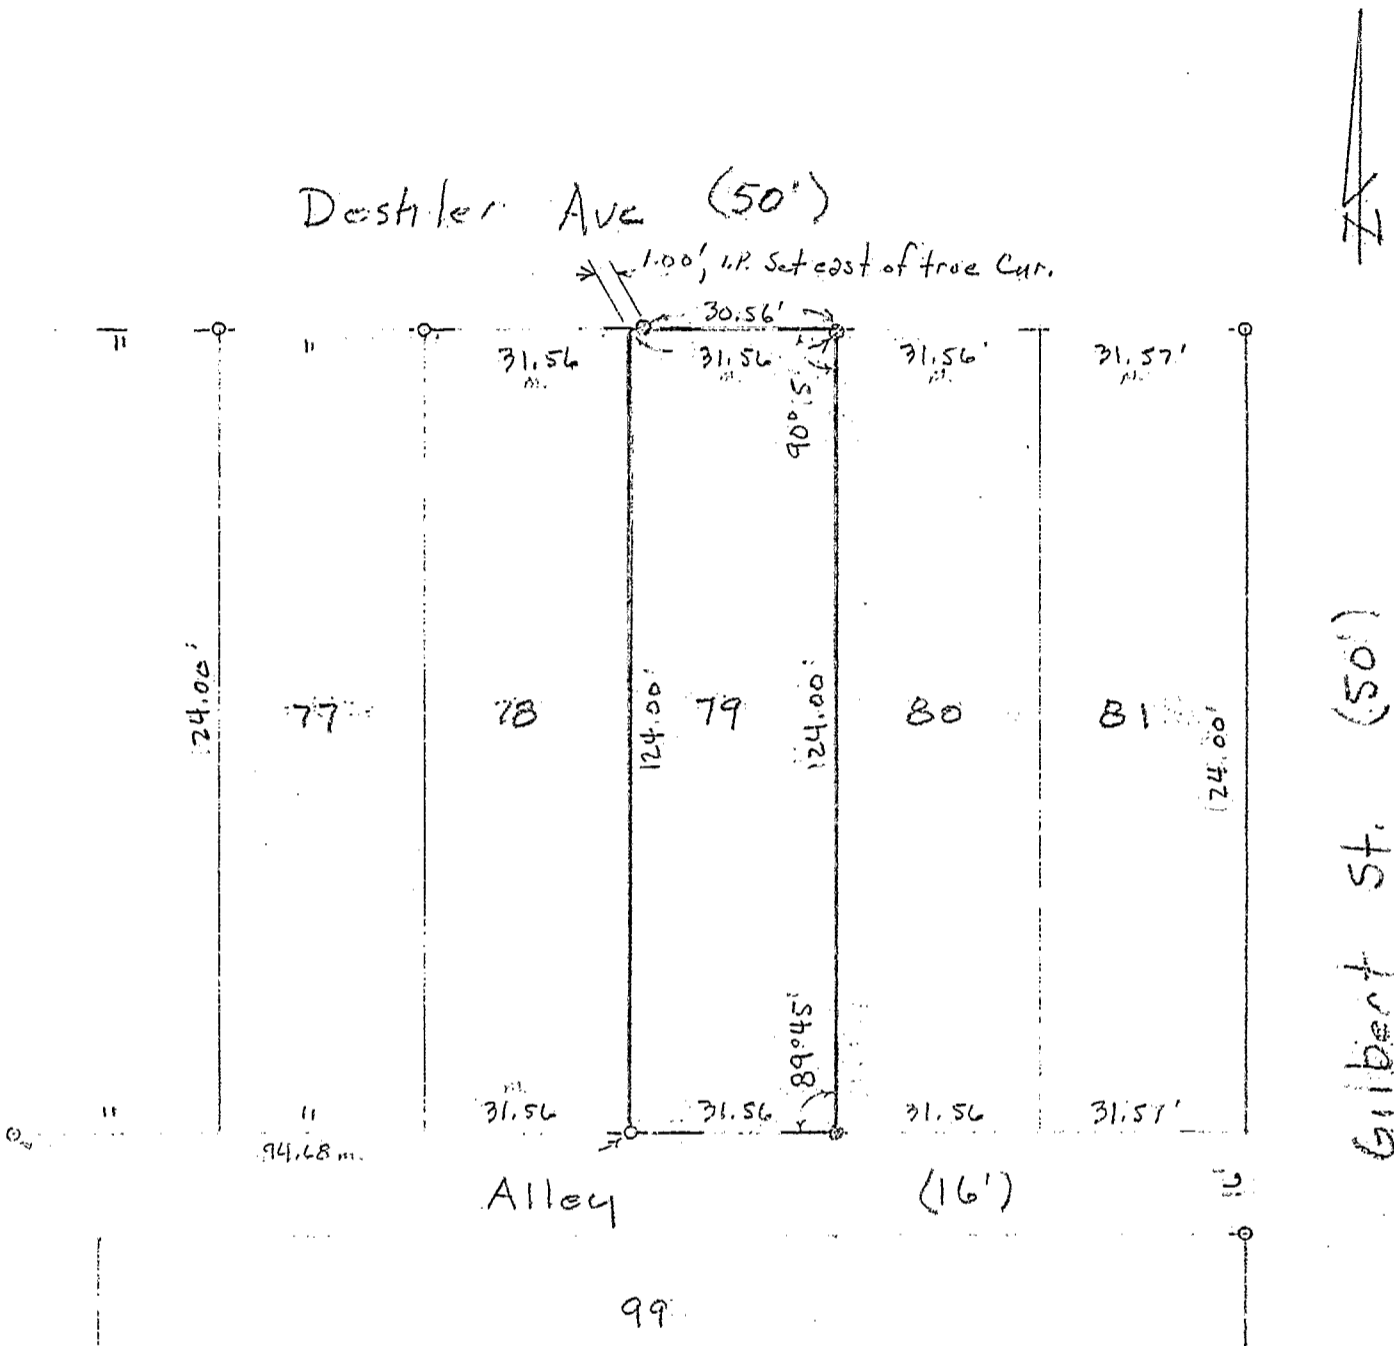 Deshler Ave (50')
1.00', I.P. Set east of true Cur.
30.56'
" " 31.56 31.56 31.56' 31.57'
m. m. m. m.
90°15'
124.00' 77 78 124.00' 79 124.00' 80 81 124.00'
Gilbert St. (50')
89°45'
m.
" " 31.56 31.56 31.56 31.57'
94.68 m.
Alley (16')
99
N